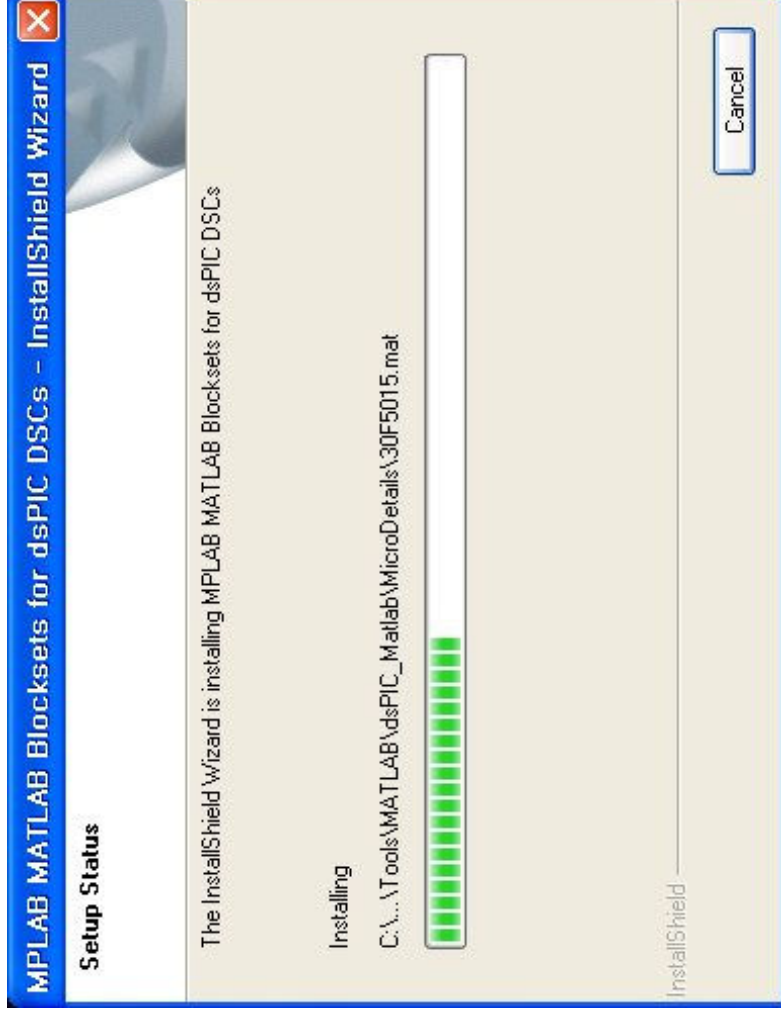 MPLAB MATLAB Blocksets for dsPIC DSCs - InstallShield Wizard
Setup Status
The InstallShield Wizard is installing MPLAB MATLAB Blocksets for dsPIC DSCs
Installing
C:\...\Tools\MATLAB\dsPIC_Matlab\MicroDetails\30F5015.mat
InstallShield
Cancel